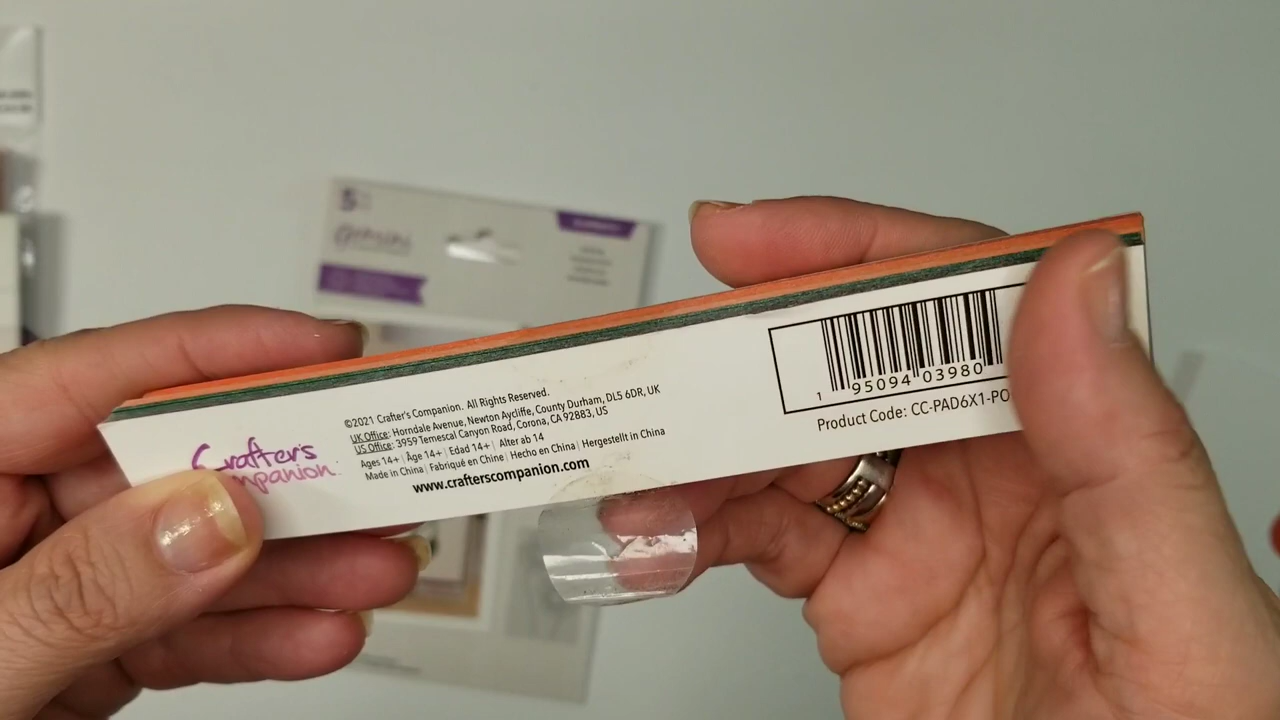 5
Gemini
Crafter's
Companion
©2021 Crafter's Companion. All Rights Reserved.
UK Office: Horndale Avenue, Newton Aycliffe, County Durham, DL5 6DR, UK
US Office: 3959 Temescal Canyon Road, Corona, CA 92883, US
Ages 14+ | Âge 14+ | Edad 14+ | Alter ab 14
Made in China | Fabriqué en Chine | Hecho en China | Hergestellt in China
www.crafterscompanion.com
1 95094 03980
Product Code: CC-PAD6X1-PO